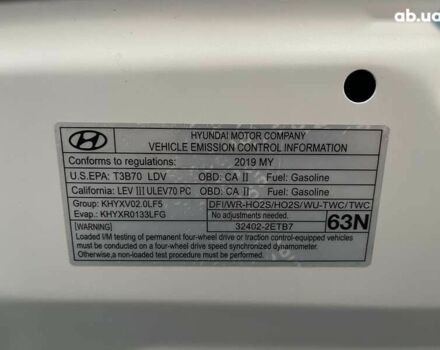 ab.ua
HYUNDAI MOTOR COMPANY
VEHICLE EMISSION CONTROL INFORMATION
Conforms to regulations: 2019 MY
U.S.EPA: T3B70 LDV OBD: CA II Fuel: Gasoline
California: LEV III ULEV70 PC OBD: CA II Fuel: Gasoline
Group: KHYXV02.0LF5 DFI/WR-HO2S/HO2S/WU-TWC/TWC
Evap.: KHYXR0133LFG No adjustments needed. 63N
[WARNING] 32402-2ETB7
Loaded I/M testing of permanent four-wheel drive or traction control-equipped vehicles
must be conducted on a four-wheel drive speed synchronized dynamometer.
Otherwise, a non-loaded test must be conducted.